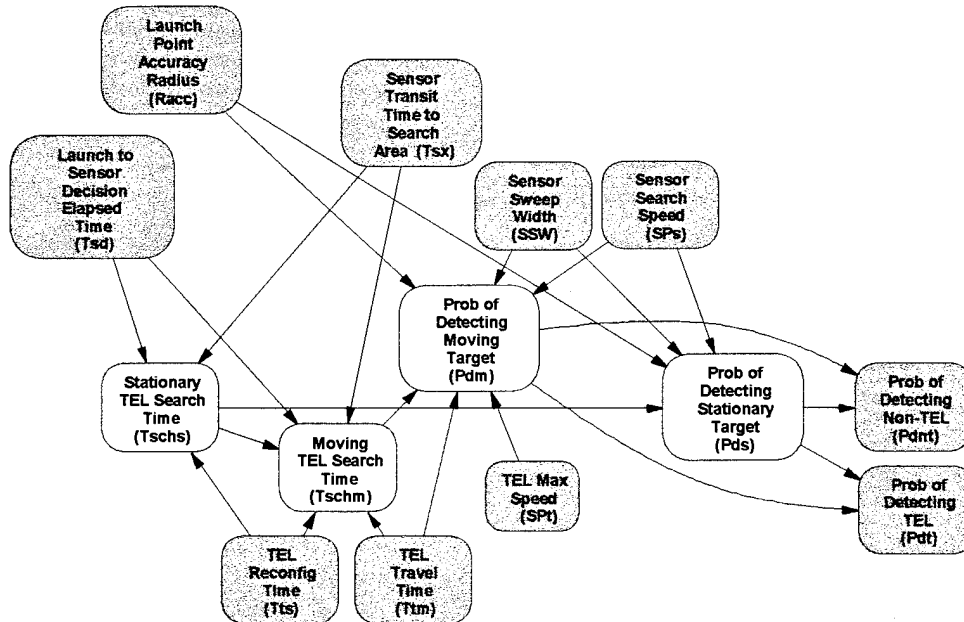 Launch
Point
Accuracy
Radius
(Racc)
Sensor
Transit
Time to
Search
Area (Tsx)
Launch to
Sensor
Decision
Elapsed
Time
(Tsd)
Sensor
Sweep
Width
(SSW)
Sensor
Search
Speed
(SPs)
Prob of
Detecting
Moving
Target
(Pdm)
Stationary
TEL Search
Time
(Tschs)
Prob of
Detecting
Stationary
Target
(Pds)
Prob of
Detecting
Non-TEL
(Pdnt)
Moving
TEL Search
Time
(Tschm)
TEL Max
Speed
(SPt)
Prob of
Detecting
TEL
(Pdt)
TEL
Reconfig
Time
(Tts)
TEL
Travel
Time
(Ttm)